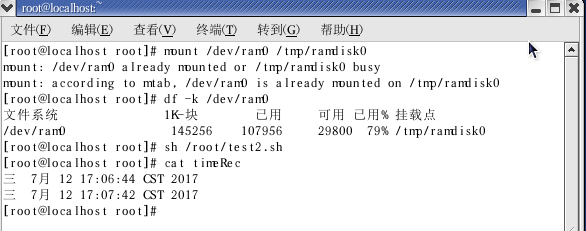 root@localhost:~
文件(F) 编辑(E) 查看(V) 终端(T) 转到(G) 帮助(H)
[root@localhost root]# mount /dev/ram0 /tmp/ramdisk0
mount: /dev/ram0 already mounted or /tmp/ramdisk0 busy
mount: according to mtab, /dev/ram0 is already mounted on /tmp/ramdisk0
[root@localhost root]# df -k /dev/ram0
文件系统 1K-块 已用 可用 已用% 挂载点
/dev/ram0 145256 107956 29800 79% /tmp/ramdisk0
[root@localhost root]# sh /root/test2.sh
[root@localhost root]# cat timeRec
三 7月 12 17:06:44 CST 2017
三 7月 12 17:07:42 CST 2017
[root@localhost root]#